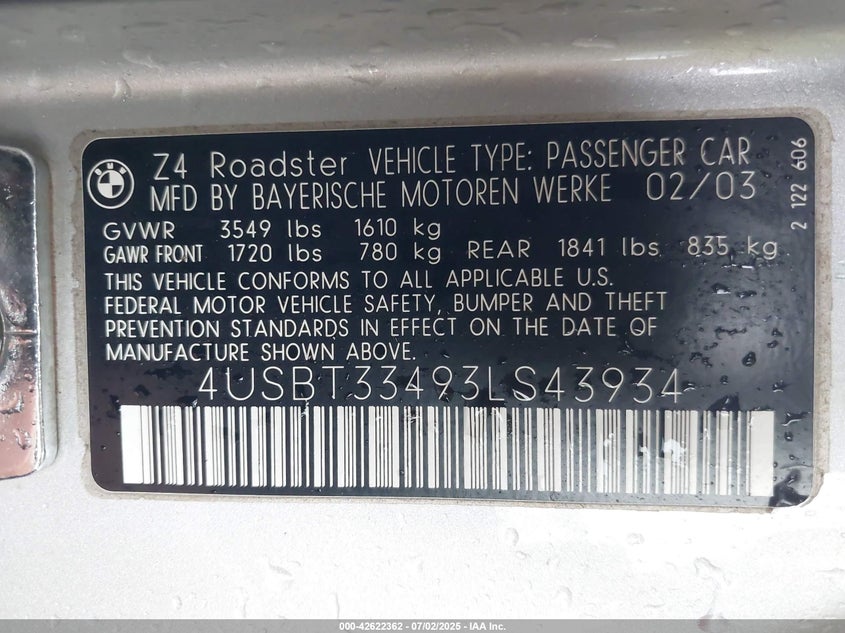 Z4 Roadster VEHICLE TYPE: PASSENGER CAR
MFD BY BAYERISCHE MOTOREN WERKE 02/03
GVWR 3549 lbs 1610 kg
GAWR FRONT 1720 lbs 780 kg REAR 1841 lbs 835 kg
THIS VEHICLE CONFORMS TO ALL APPLICABLE U.S.
FEDERAL MOTOR VEHICLE SAFETY, BUMPER AND THEFT
PREVENTION STANDARDS IN EFFECT ON THE DATE OF
MANUFACTURE SHOWN ABOVE.
4USBT33493LS43934
2 122 606
000-42622362 - 07/02/2025 - IAA Inc.